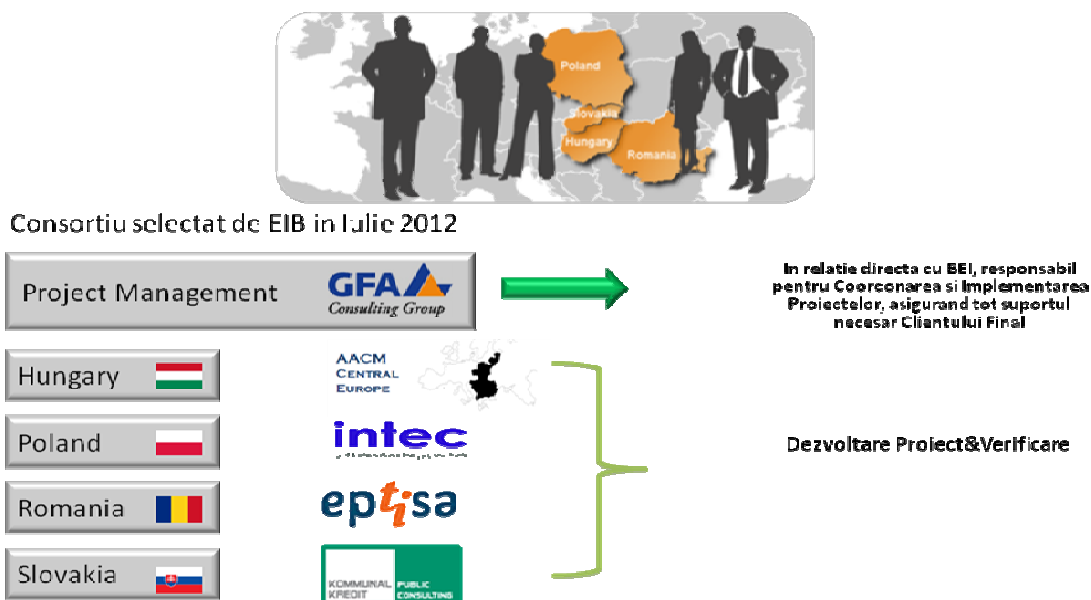 Poland
Slovakia
Hungary
Romania
Consortiu selectat de EIB in Iulie 2012
Project Management
GFA
Consulting Group
In relatie directa cu BEI, responsabil
pentru Coorconarea si Implementarea
Proiectelor, asigurand tot suportul
necesar Clientului Final
Hungary
AACM
CENTRAL
EUROPE
Poland
intec
Dezvoltare Proiect&Verificare
Romania
eptisa
Slovakia
KOMMUNAL
KREDIT
PUBLIC
CONSULTING